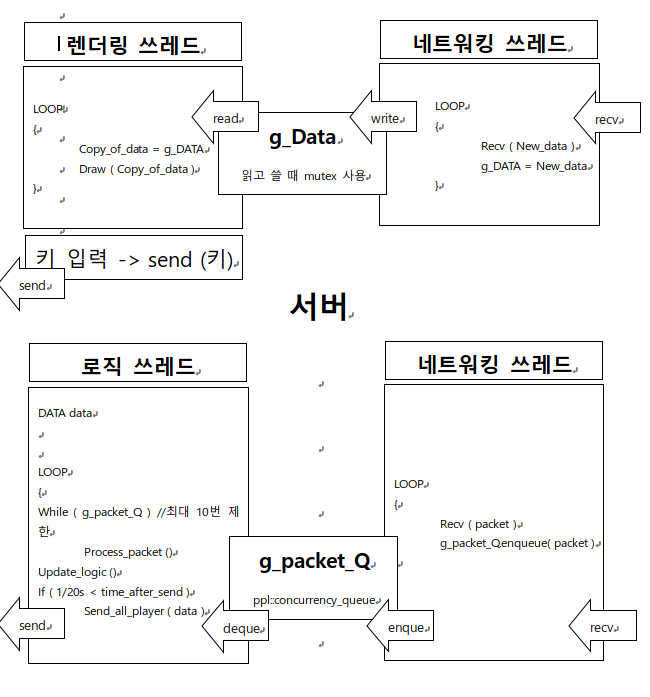 렌더링 쓰레드
네트워킹 쓰레드
LOOP
{
Copy_of_data = g_DATA
Draw ( Copy_of_data )
}
read
g_Data
읽고 쓸 때 mutex 사용
write
LOOP
{
Recv ( New_data )
g_DATA = New_data
}
recv
키 입력 -> send (키)
send
서버
로직 쓰레드
네트워킹 쓰레드
DATA data
LOOP
{
While ( g_packet_Q ) //최대 10번 제
한
Process_packet ()
Update_logic ()
If ( 1/20s < time_after_send )
Send_all_player ( data )
send
deque
g_packet_Q
ppl::concurrency_queue
enque
LOOP
{
Recv ( packet )
g_packet_Q.enqueue( packet )
recv